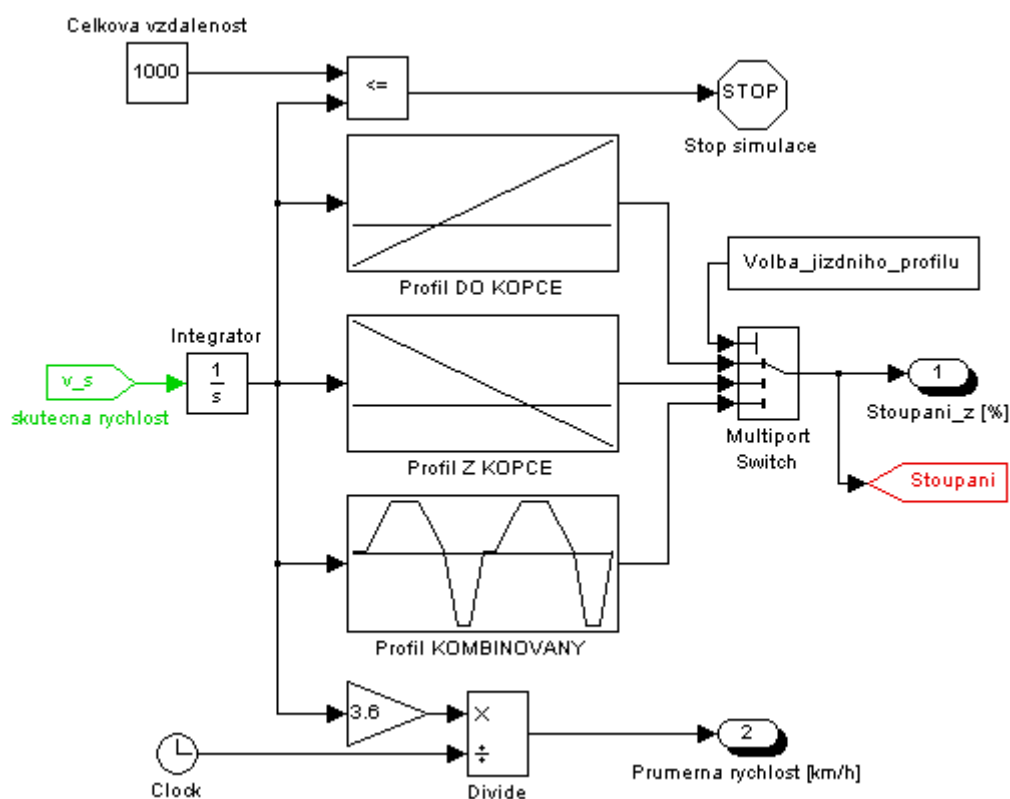 Celkova vzdalenost
1000
<=
STOP
Stop simulace
Profil DO KOPCE
Volba_jizdniho_profilu
Integrator
1
s
v_s
skutecna rychlost
Profil Z KOPCE
Multiport
Switch
1
Stoupani_z [%]
Stoupani
Profil KOMBINOVANY
3.6
×
÷
Divide
Clock
2
Prumerna rychlost [km/h]